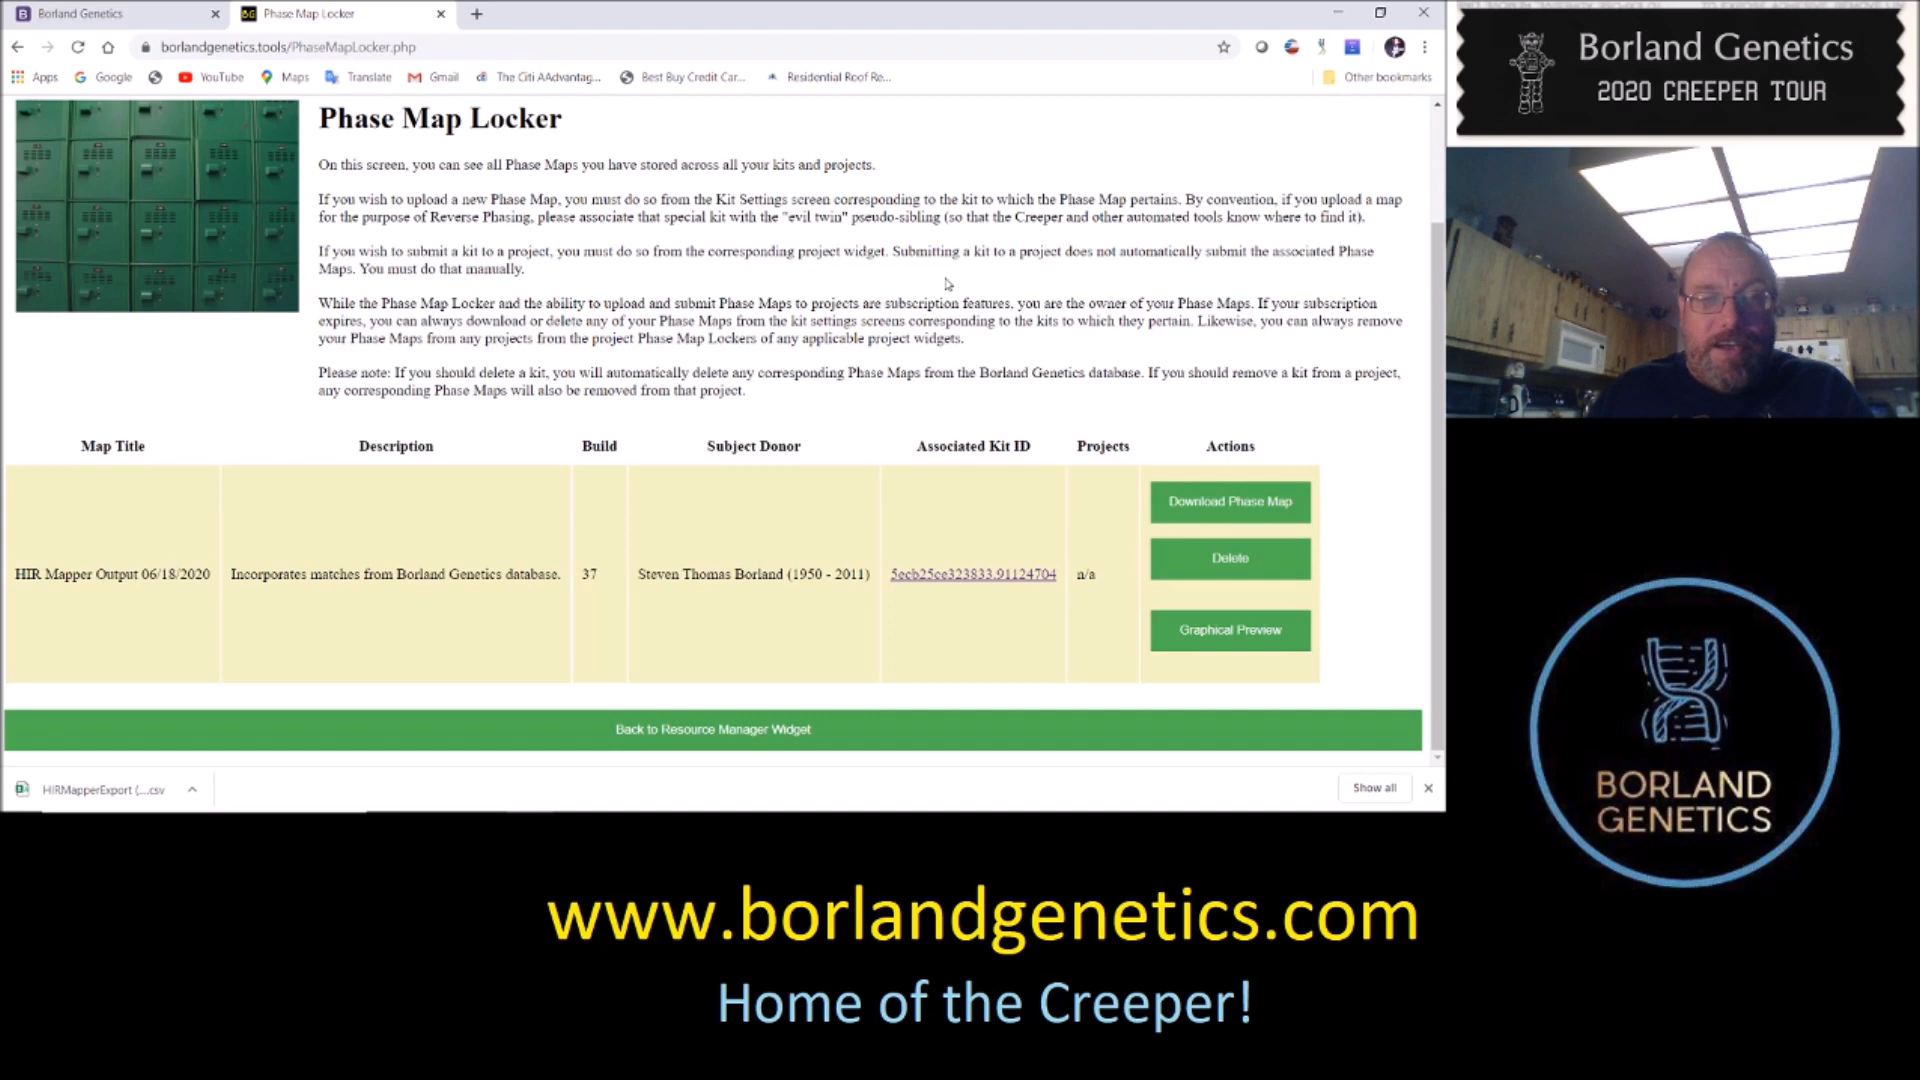 Borland Genetics
Phase Map Locker
borlandgenetics.tools/PhaseMapLocker.php
Apps
Google
YouTube
Maps
Translate
Gmail
The Citi AAdvantag...
Best Buy Credit Car...
Residential Roof Re...
Other bookmarks
Phase Map Locker
On this screen, you can see all Phase Maps you have stored across all your kits and projects.
If you wish to upload a new Phase Map, you must do so from the Kit Settings screen corresponding to the kit to which the Phase Map pertains. By convention, if you upload a map
for the purpose of Reverse Phasing, please associate that special kit with the "evil twin" pseudo-sibling (so that the Creeper and other automated tools know where to find it).
If you wish to submit a kit to a project, you must do so from the corresponding project widget. Submitting a kit to a project does not automatically submit the associated Phase
Maps. You must do that manually.
While the Phase Map Locker and the ability to upload and submit Phase Maps to projects are subscription features, you are the owner of your Phase Maps. If your subscription
expires, you can always download or delete any of your Phase Maps from the kit settings screens corresponding to the kits to which they pertain. Likewise, you can always remove
your Phase Maps from any projects from the project Phase Map Lockers of any applicable project widgets.
Please note: If you should delete a kit, you will automatically delete any corresponding Phase Maps from the Borland Genetics database. If you should remove a kit from a project,
any corresponding Phase Maps will also be removed from that project.
Map Title Description Build Subject Donor Associated Kit ID Projects Actions
HIR Mapper Output 06/18/2020 Incorporates matches from Borland Genetics database. 37 Steven Thomas Borland (1950 - 2011) 5ecb25ce323833.91124704 n/a
Download Phase Map
Delete
Graphical Preview
Back to Resource Manager Widget
HIRMapperExport (....csv
Show all
Borland Genetics
2020 CREEPER TOUR
BORLAND
GENETICS
www.borlandgenetics.com
Home of the Creeper!